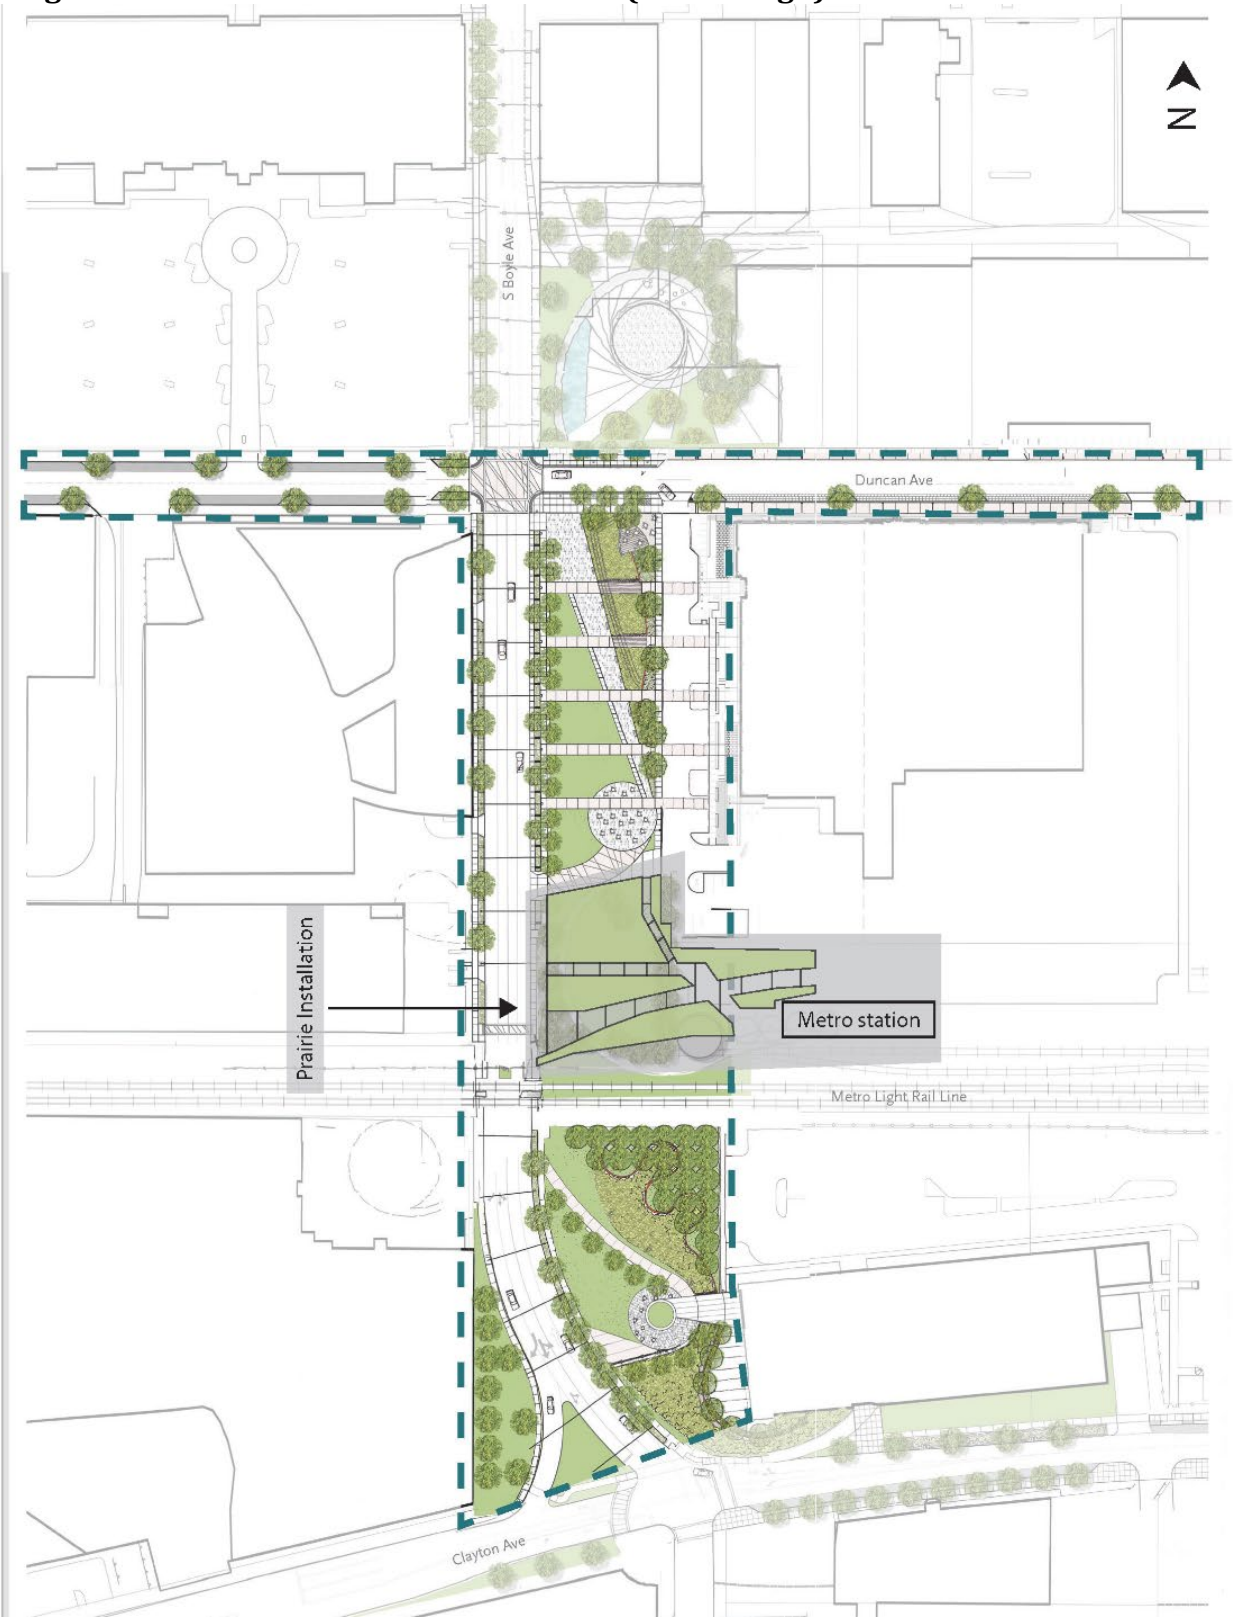 N
S Boyle Ave
Duncan Ave
Prairie Installation
Metro station
Metro Light Rail Line
Clayton Ave